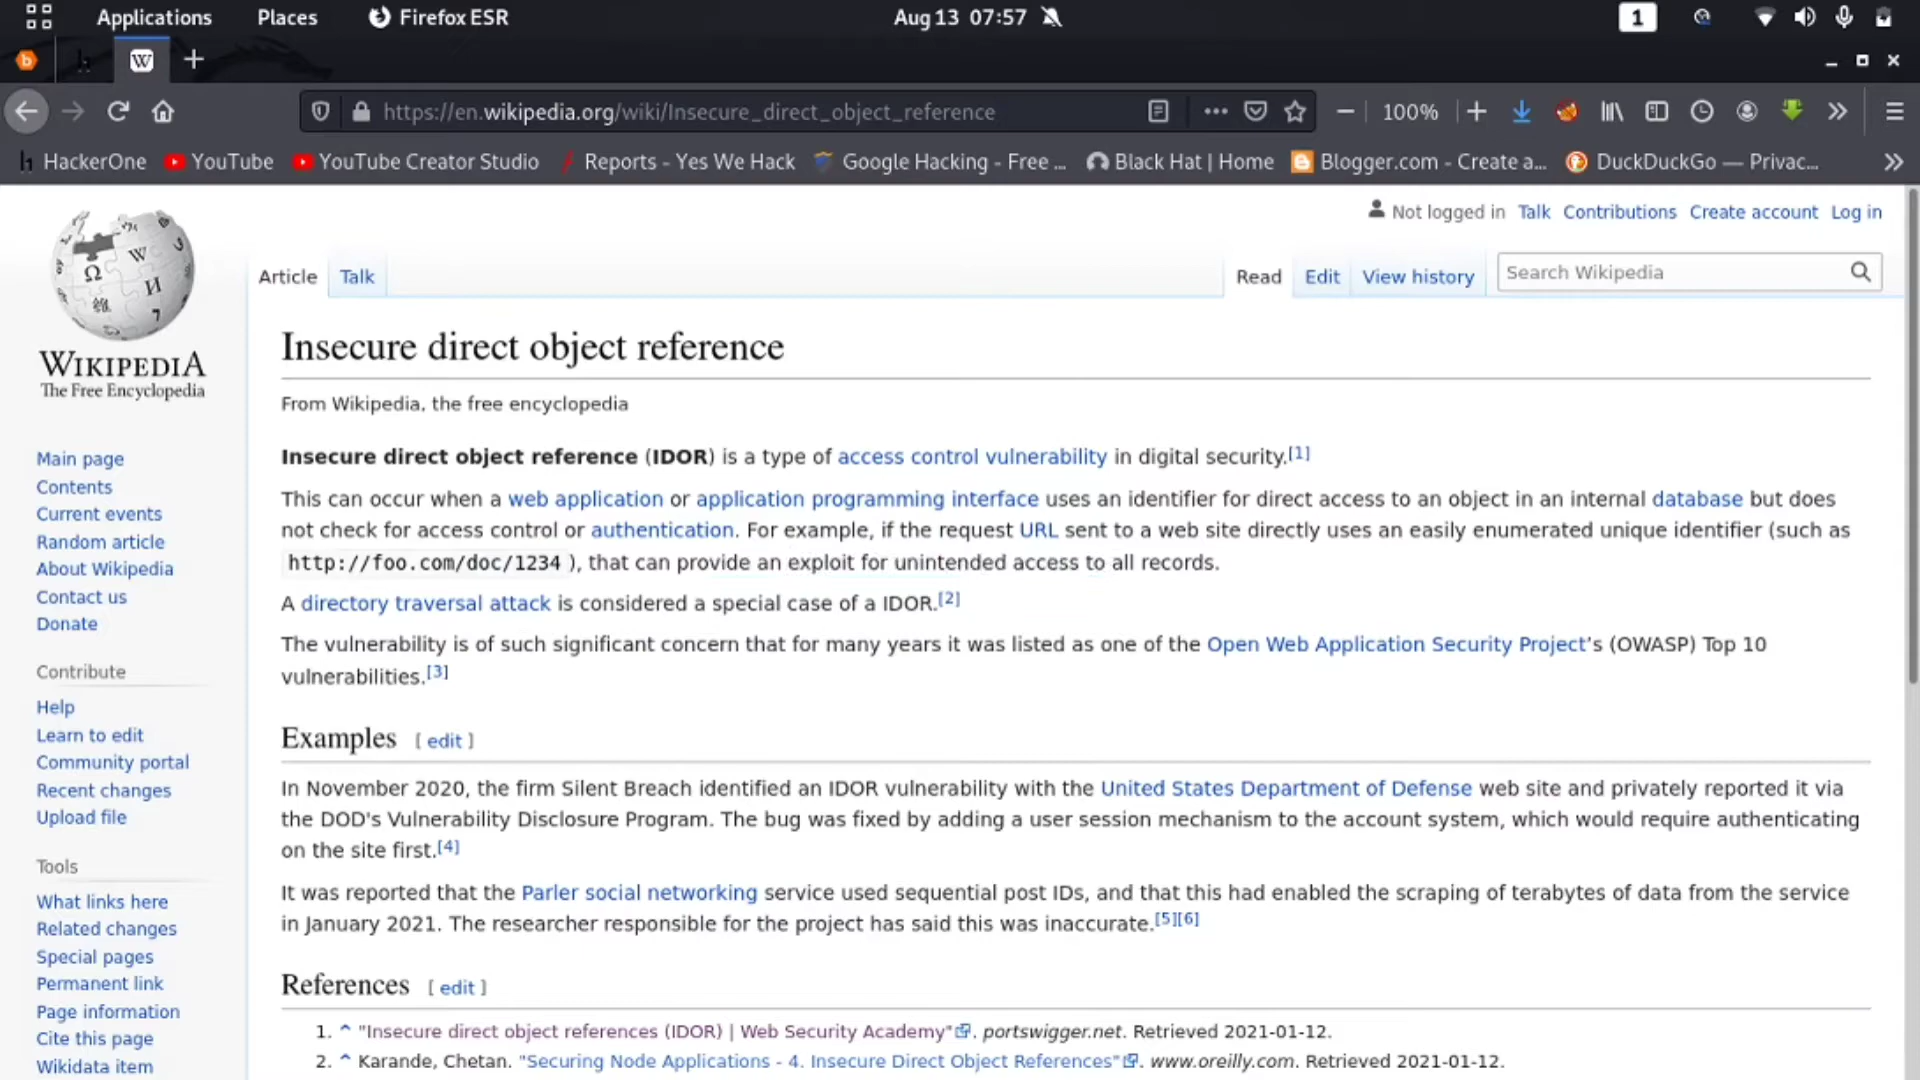 Applications Places Firefox ESR Aug 13 07:57 1
https://en.wikipedia.org/wiki/Insecure_direct_object_reference 100%
HackerOne YouTube YouTube Creator Studio Reports - Yes We Hack Google Hacking - Free ... Black Hat | Home Blogger.com - Create a... DuckDuckGo — Privac...
Not logged in Talk Contributions Create account Log in
Article Talk Read Edit View history Search Wikipedia
WIKIPEDIA
The Free Encyclopedia
Main page
Contents
Current events
Random article
About Wikipedia
Contact us
Donate
Contribute
Help
Learn to edit
Community portal
Recent changes
Upload file
Tools
What links here
Related changes
Special pages
Permanent link
Page information
Cite this page
Wikidata item
Insecure direct object reference
From Wikipedia, the free encyclopedia
Insecure direct object reference (IDOR) is a type of access control vulnerability in digital security.[1]
This can occur when a web application or application programming interface uses an identifier for direct access to an object in an internal database but does
not check for access control or authentication. For example, if the request URL sent to a web site directly uses an easily enumerated unique identifier (such as
http://foo.com/doc/1234 ), that can provide an exploit for unintended access to all records.
A directory traversal attack is considered a special case of a IDOR.[2]
The vulnerability is of such significant concern that for many years it was listed as one of the Open Web Application Security Project's (OWASP) Top 10
vulnerabilities.[3]
Examples [ edit ]
In November 2020, the firm Silent Breach identified an IDOR vulnerability with the United States Department of Defense web site and privately reported it via
the DOD's Vulnerability Disclosure Program. The bug was fixed by adding a user session mechanism to the account system, which would require authenticating
on the site first.[4]
It was reported that the Parler social networking service used sequential post IDs, and that this had enabled the scraping of terabytes of data from the service
in January 2021. The researcher responsible for the project has said this was inaccurate.[5][6]
References [ edit ]
1. ^ "Insecure direct object references (IDOR) | Web Security Academy". portswigger.net. Retrieved 2021-01-12.
2. ^ Karande, Chetan. "Securing Node Applications - 4. Insecure Direct Object References". www.oreilly.com. Retrieved 2021-01-12.